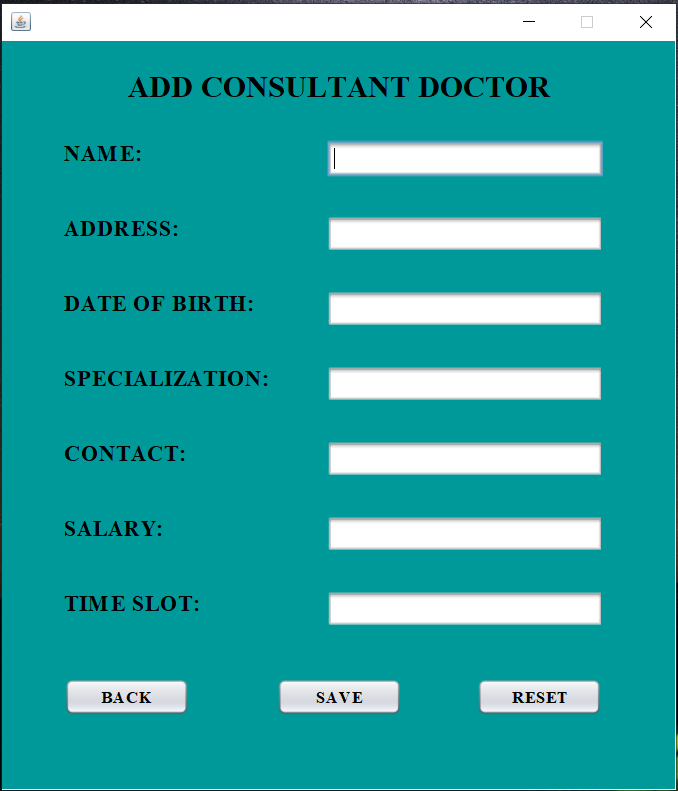 ADD CONSULTANT DOCTOR
NAME:
ADDRESS:
DATE OF BIRTH:
SPECIALIZATION:
CONTACT:
SALARY:
TIME SLOT:
BACK SAVE RESET